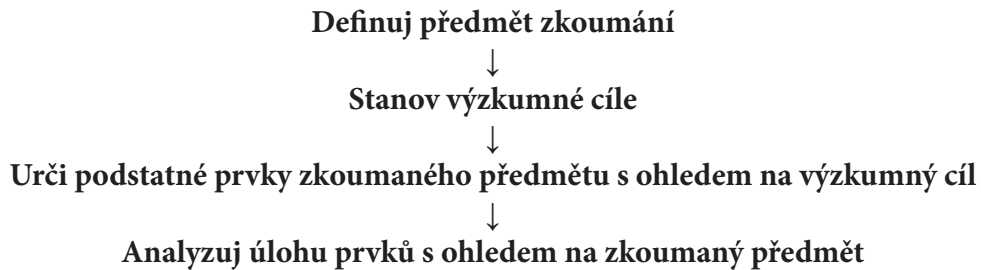 Definuj předmět zkoumání
↓
Stanov výzkumné cíle
↓
Urči podstatné prvky zkoumaného předmětu s ohledem na výzkumný cíl
↓
Analyzuj úlohu prvků s ohledem na zkoumaný předmět